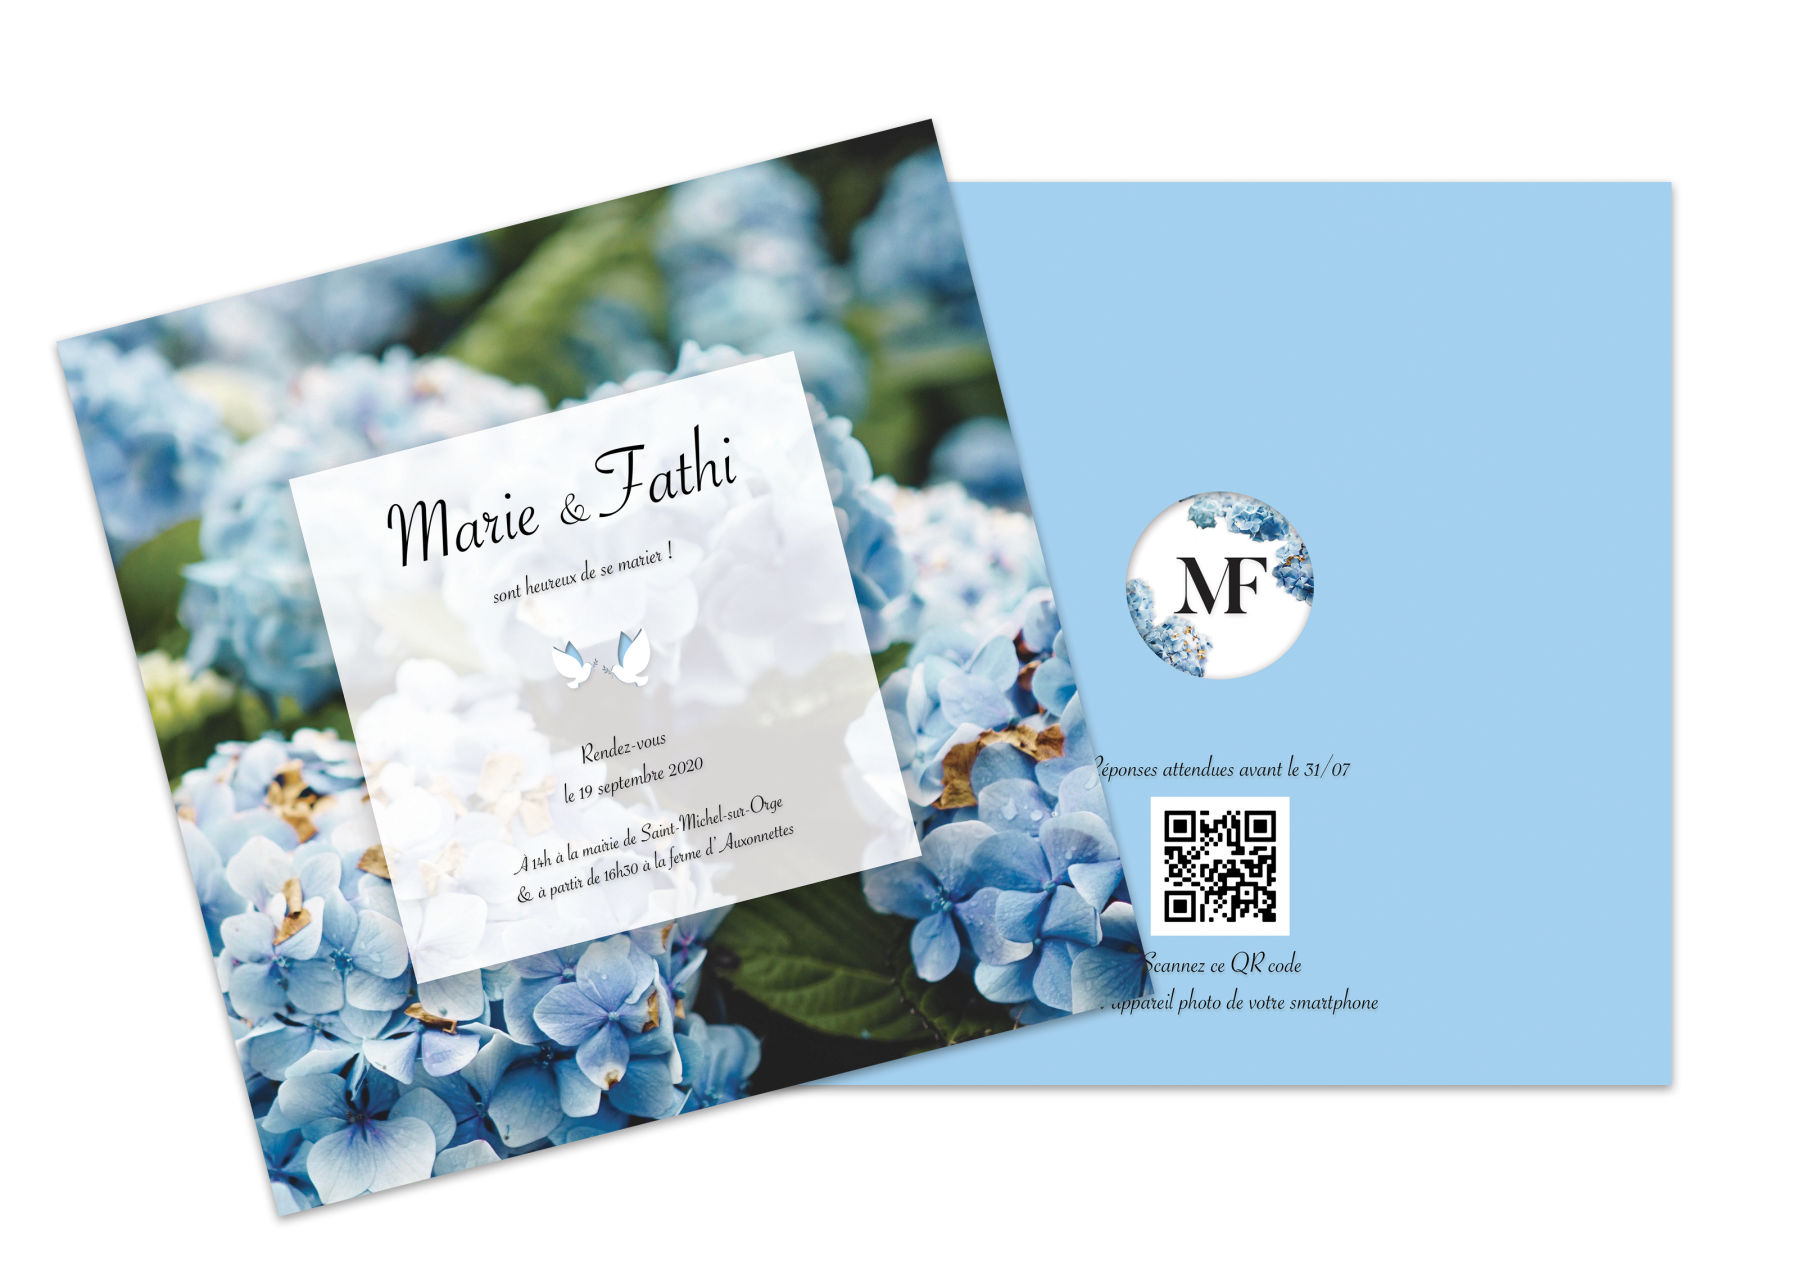 Marie & Fathi
sont heureux de se marier !
Rendez-vous
le 19 septembre 2020
A 14h à la mairie de Saint-Michel-sur-Orge
& à partir de 16h30 à la ferme d' Auxonnettes
MF
Réponses attendues avant le 31/07
Scannez ce QR code
appareil photo de votre smartphone